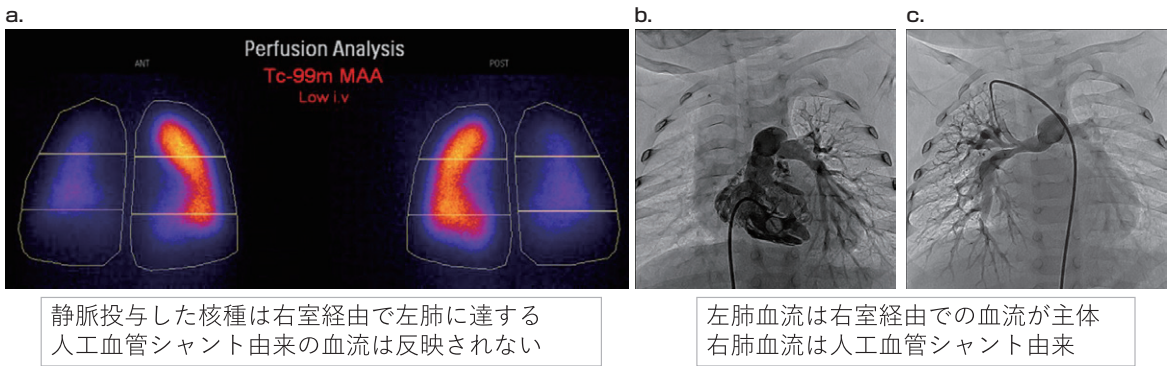 a.
Perfusion Analysis
ANT
POST
Tc-99m MAA
Low i.v
b.
c.
静脈投与した核種は右室経由で左肺に達する
人工血管シャント由来の血流は反映されない
左肺血流は右室経由での血流が主体
右肺血流は人工血管シャント由来